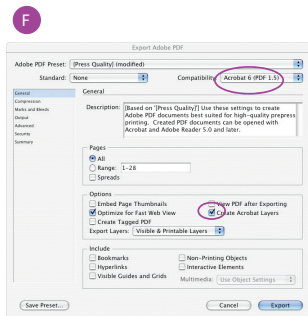 F
Export Adobe PDF
Adobe PDF Preset: [Press Quality] (modified)
Standard: None Compatibility: Acrobat 6 (PDF 1.5)
General
Compression
Marks and Bleeds
Output
Advanced
Security
Summary
General
Description: [Based on '[Press Quality]'] Use these settings to create
Adobe PDF documents best suited for high-quality prepress
printing. Created PDF documents can be opened with
Acrobat and Adobe Reader 5.0 and later.
Pages
All
Range: 1-28
Spreads
Options
Embed Page Thumbnails View PDF after Exporting
Optimize for Fast Web View Create Acrobat Layers
Create Tagged PDF
Export Layers: Visible & Printable Layers
Include
Bookmarks Non-Printing Objects
Hyperlinks Interactive Elements
Visible Guides and Grids Multimedia: Use Object Settings
Save Preset... Cancel Export